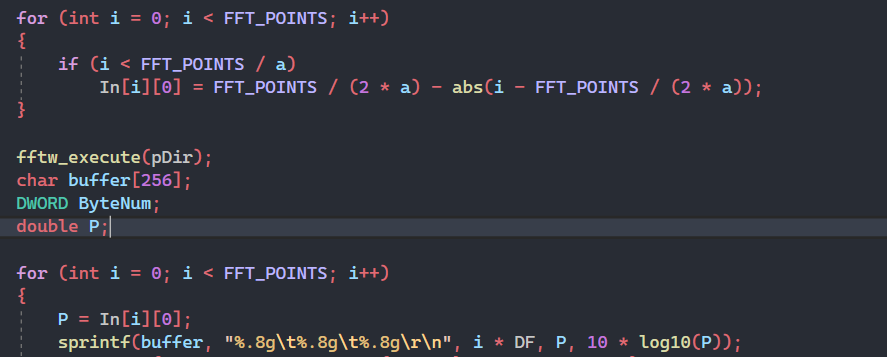 for (int i = 0; i < FFT_POINTS; i++)
{
if (i < FFT_POINTS / a)
In[i][0] = FFT_POINTS / (2 * a) - abs(i - FFT_POINTS / (2 * a));
}
fftw_execute(pDir);
char buffer[256];
DWORD ByteNum;
double P;
for (int i = 0; i < FFT_POINTS; i++)
{
P = In[i][0];
sprintf(buffer, "%.8g\t%.8g\t%.8g\r\n", i * DF, P, 10 * log10(P));